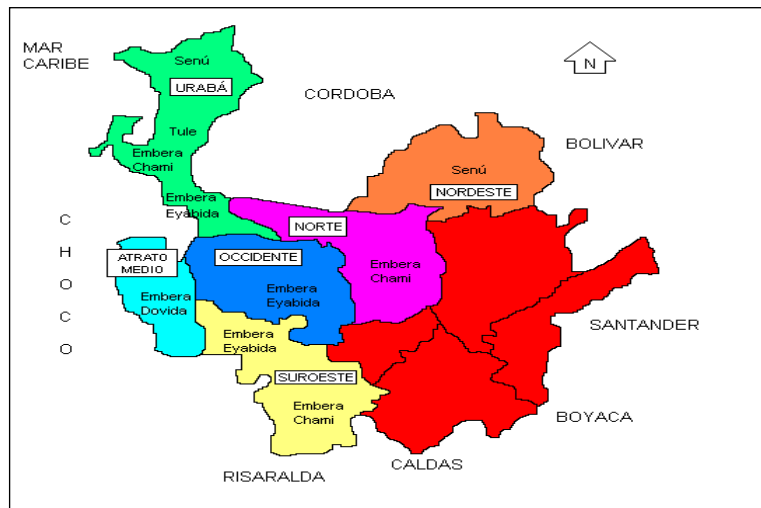 MAR
CARIBE
Senú
URABÁ
N
CORDOBA
Tule
BOLIVAR
Embera
Chami
Senú
NORDESTE
Embera
Eyábida
C
H
O
C
O
NORTE
ATRATO
MEDIO
OCCIDENTE
Embera
Chami
Embera
Dovida
Embera
Eyabida
SANTANDER
Embera
Eyabida
SUROESTE
Embera
Chami
BOYACA
CALDAS
RISARALDA